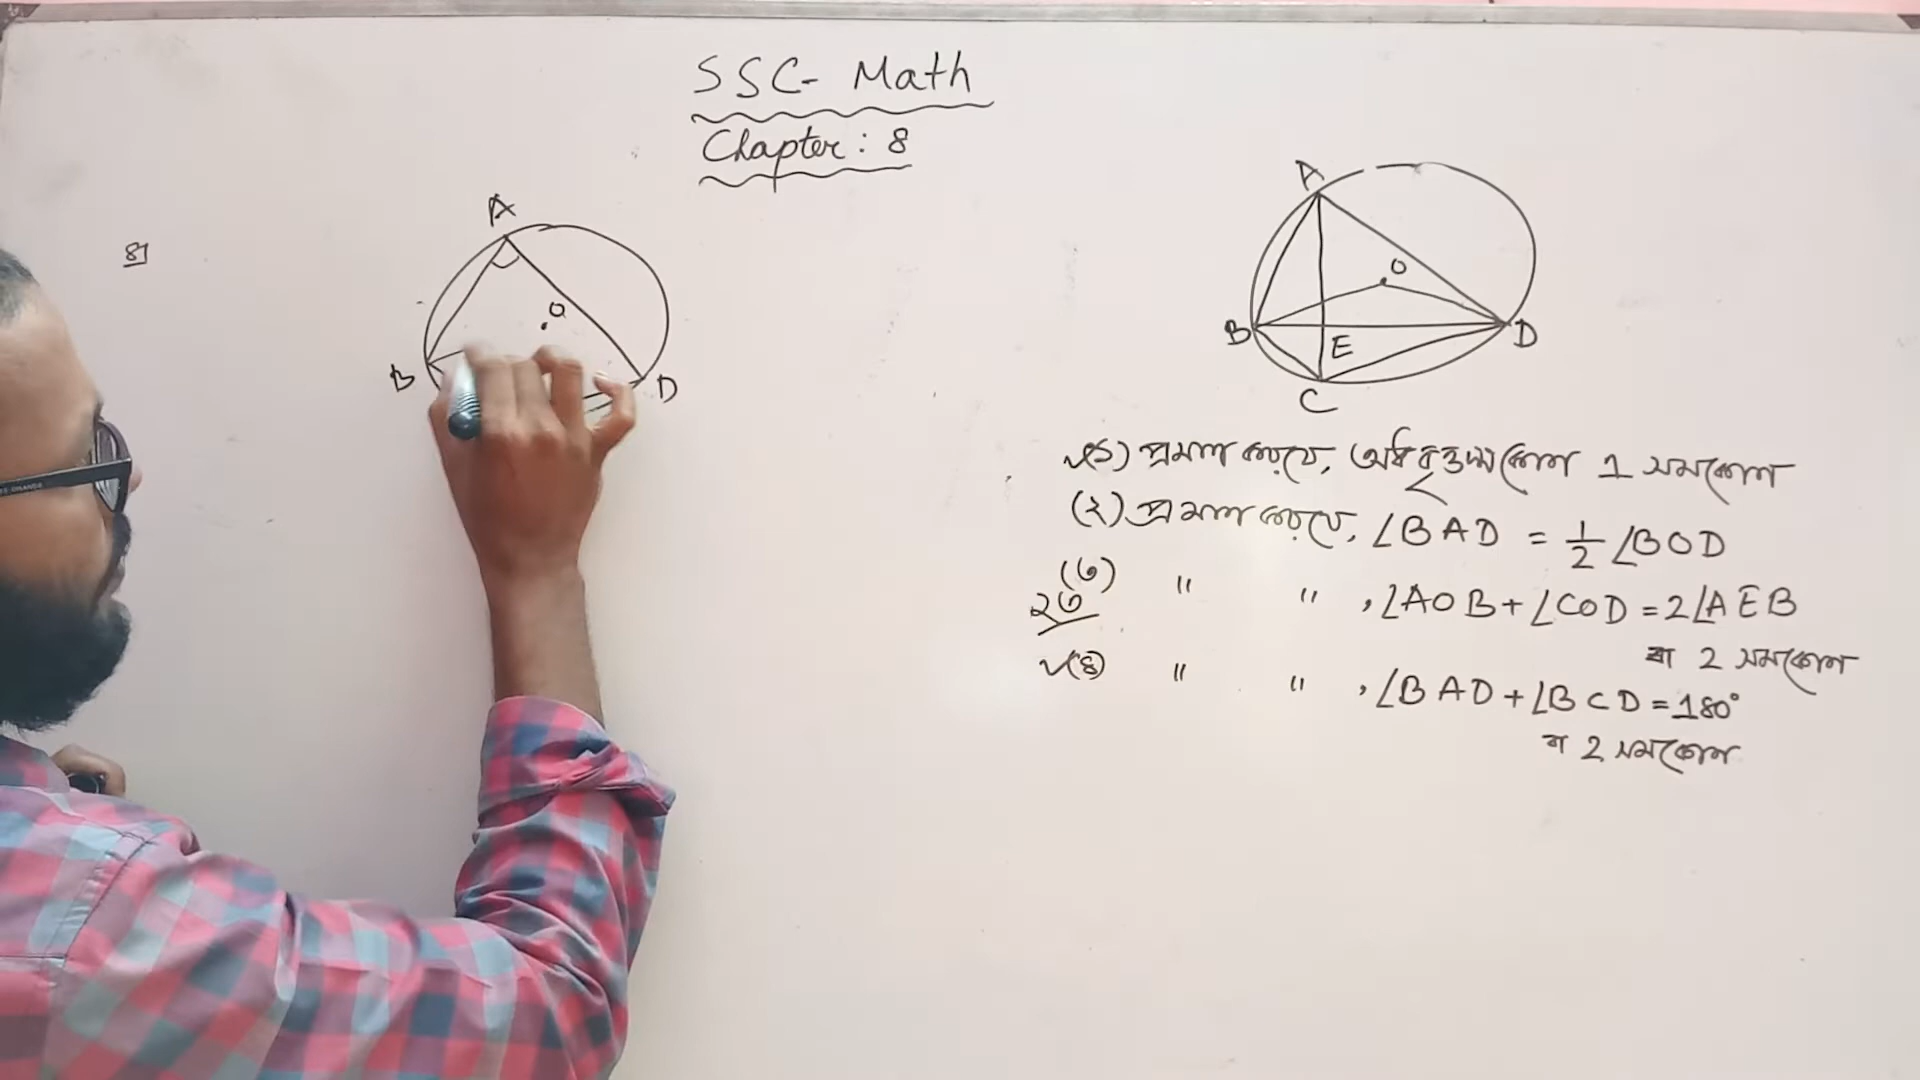 SSC- Math
Chapter: 8
৪।
A
O
B
D
A
O
B
E
D
C
(১) প্রমাণ কর যে, অর্ধবৃত্তস্থ কোণ 1 সমকোণ
(২) প্রমাণ কর যে, ∠BAD = 1/2 ∠BOD
(৩) " " , ∠AOB + ∠COD = 2∠AEB
২৩
বা 2 সমকোণ
(৪) " " , ∠BAD + ∠BCD = 180°
বা 2 সমকোণ